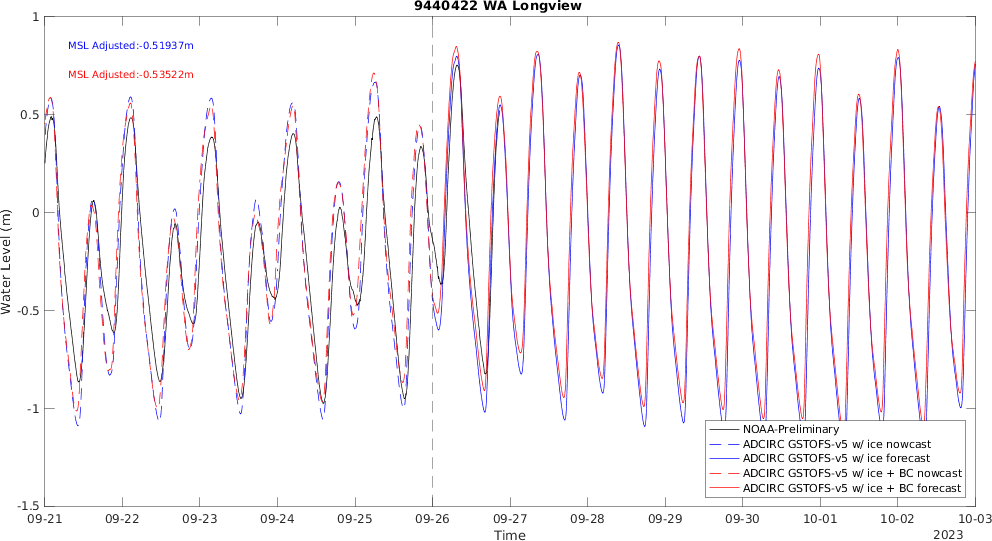 9440422 WA Longview
MSL Adjusted:-0.51937m
MSL Adjusted:-0.53522m
Water Level (m)
1
0.5
0
-0.5
-1
-1.5
NOAA-Preliminary
ADCIRC GSTOFS-v5 w/ ice nowcast
ADCIRC GSTOFS-v5 w/ ice forecast
ADCIRC GSTOFS-v5 w/ ice + BC nowcast
ADCIRC GSTOFS-v5 w/ ice + BC forecast
09-21 09-22 09-23 09-24 09-25 09-26 09-27 09-28 09-29 09-30 10-01 10-02 10-03
Time
2023